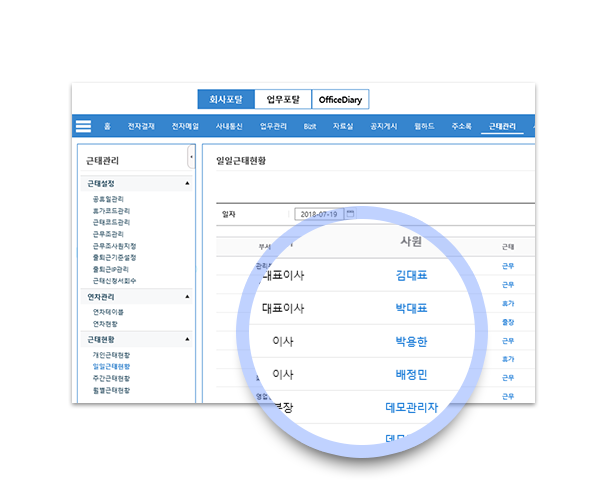 회사포탈 업무포탈 OfficeDiary
홈 전자결재 전자메일 사내통신 업무관리 Bizit 자료실 공지게시 웹하드 주소록 근태관리
근태관리
근태설정
공휴일관리
휴가코드관리
근태코드관리
근무조관리
근무조사원지정
출퇴근기준설정
출퇴근IP관리
근태신청서회수
연차관리
연차테이블
연차현황
근태현황
개인근태현황
일일근태현황
주간근태현황
월별근태현황
일일근태현황
일자 2018-07-19
사원 근태
대표이사 김대표
대표이사 박대표
이사 박용한
이사 배정민
부장 데모관리자
근무
근무
휴가
출장
근무
휴가
근무
근무